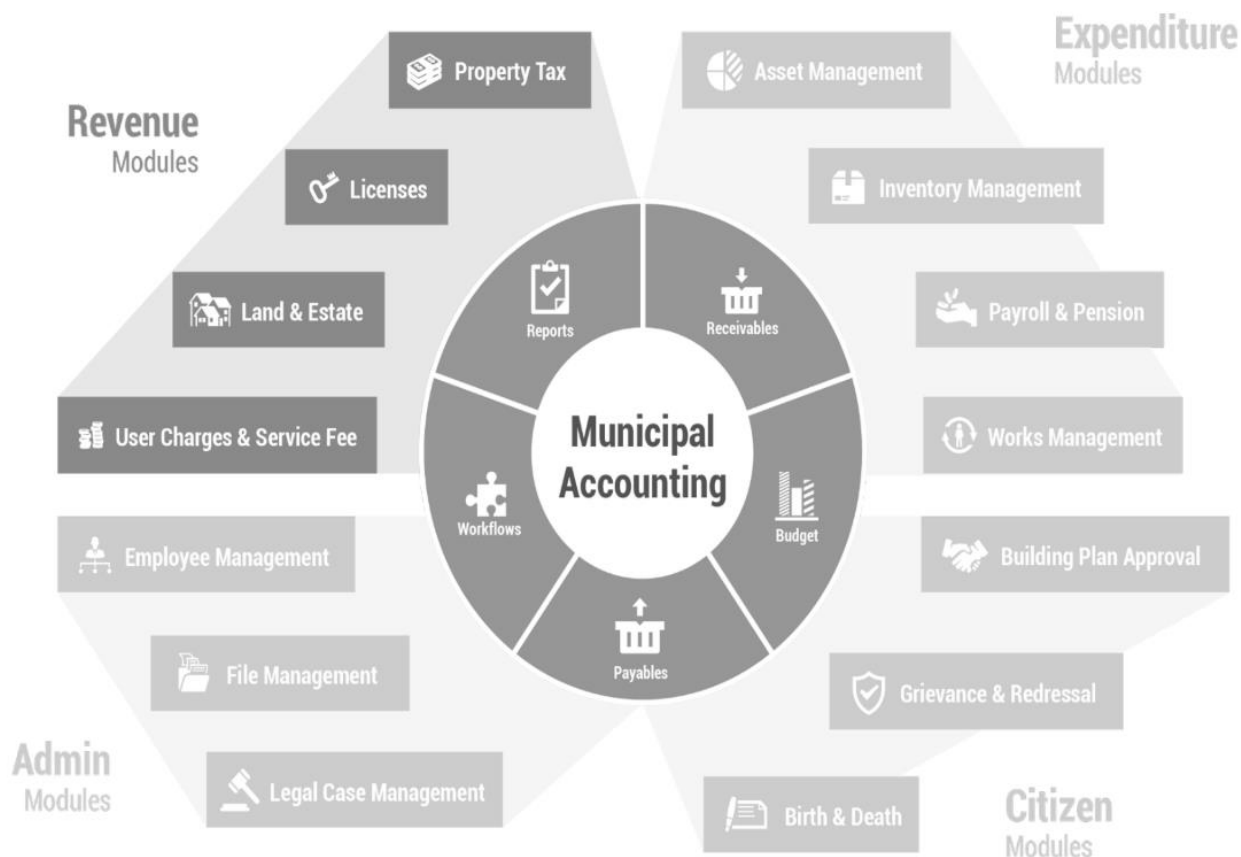 Revenue
Modules
Property Tax
Licenses
Land & Estate
User Charges & Service Fee
Expenditure
Modules
Asset Management
Inventory Management
Payroll & Pension
Works Management
Municipal
Accounting
Reports
Receivables
Workflows
Budget
Payables
Employee Management
File Management
Legal Case Management
Admin
Modules
Building Plan Approval
Grievance & Redressal
Birth & Death
Citizen
Modules